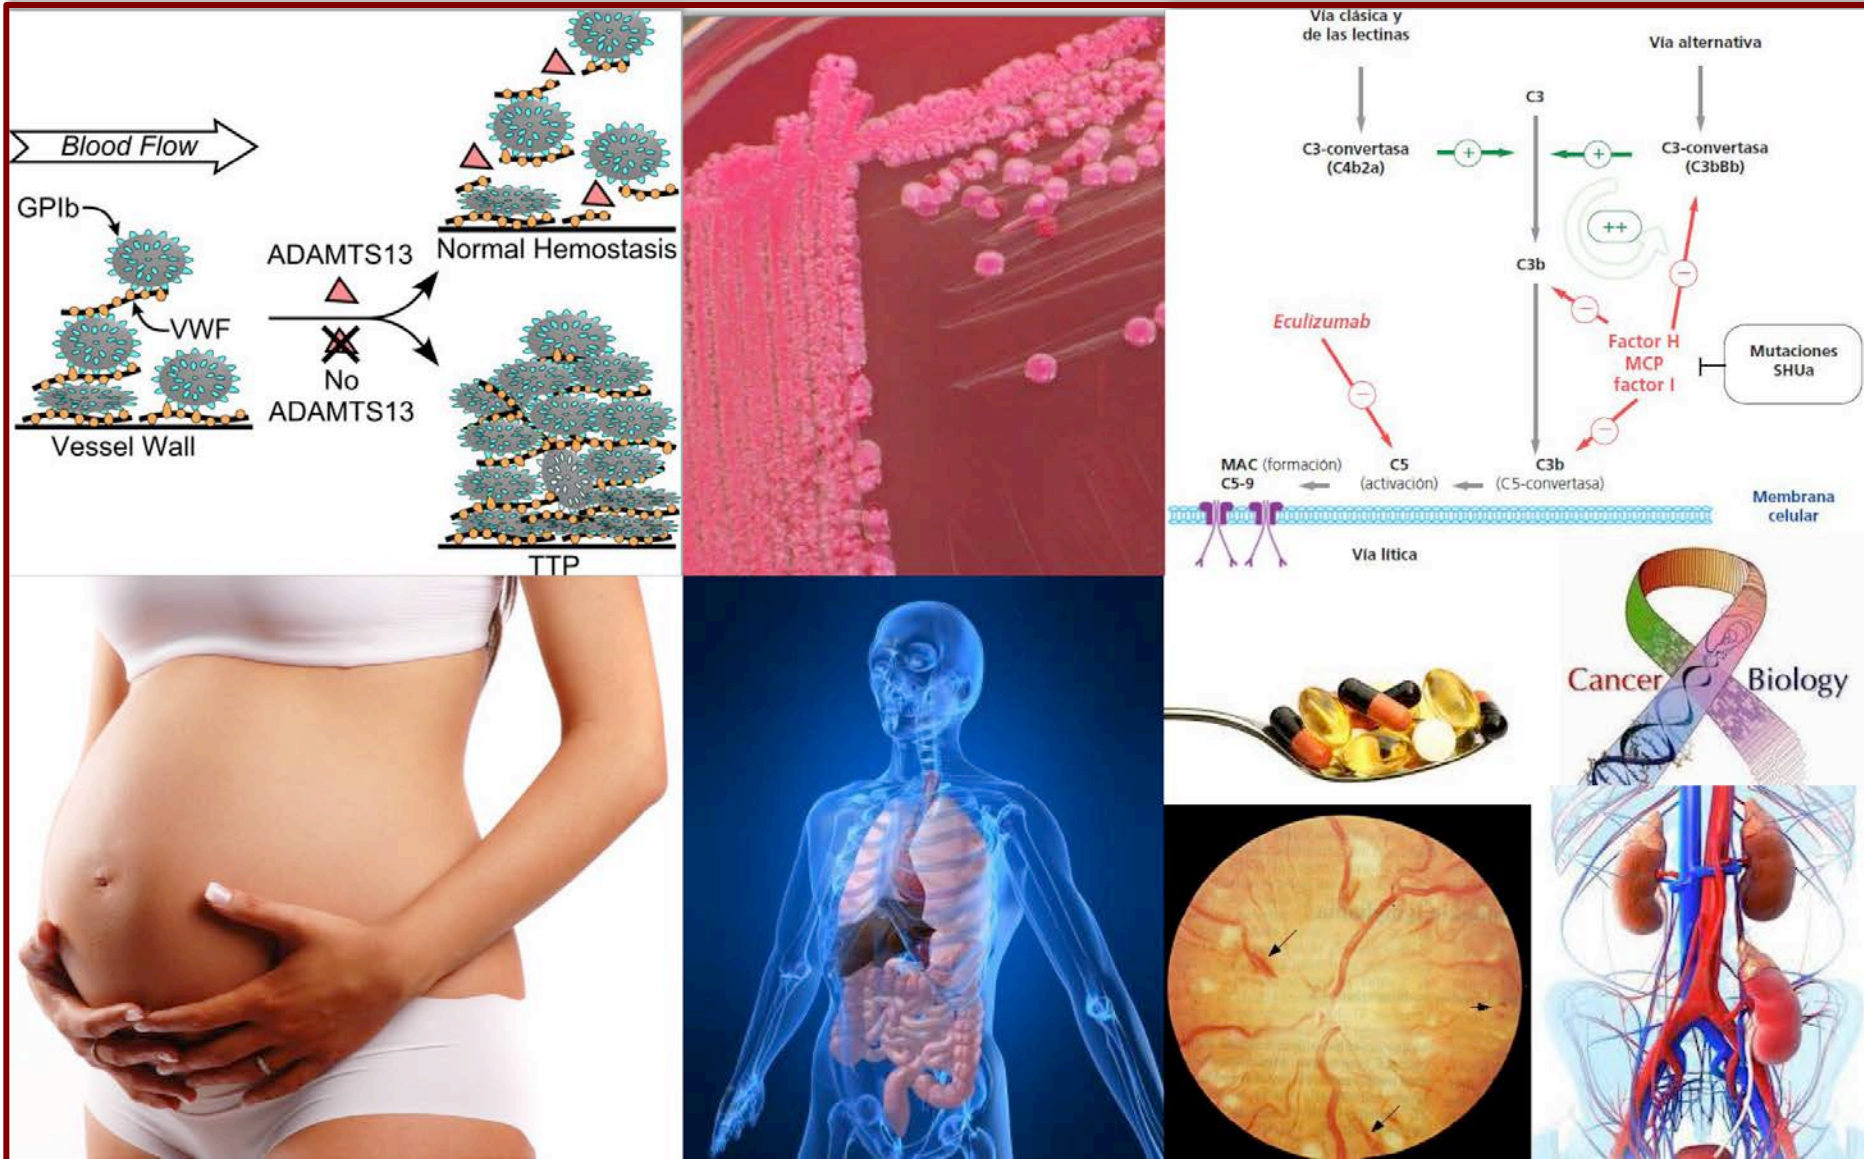 Blood Flow
GPIb
VWF
Vessel Wall
ADAMTS13
No
ADAMTS13
Normal Hemostasis
TTP
Vía clásica y
de las lectinas
Vía alternativa
C3
C3-convertasa
(C4b2a)
+
+
C3-convertasa
(C3bBb)
++
C3b
−
−
Eculizumab
Factor H
MCP
factor I
Mutaciones
SHUa
−
−
MAC (formación)
C5-9
C5
(activación)
C3b
(C5-convertasa)
Membrana
celular
Vía lítica
Cancer Biology